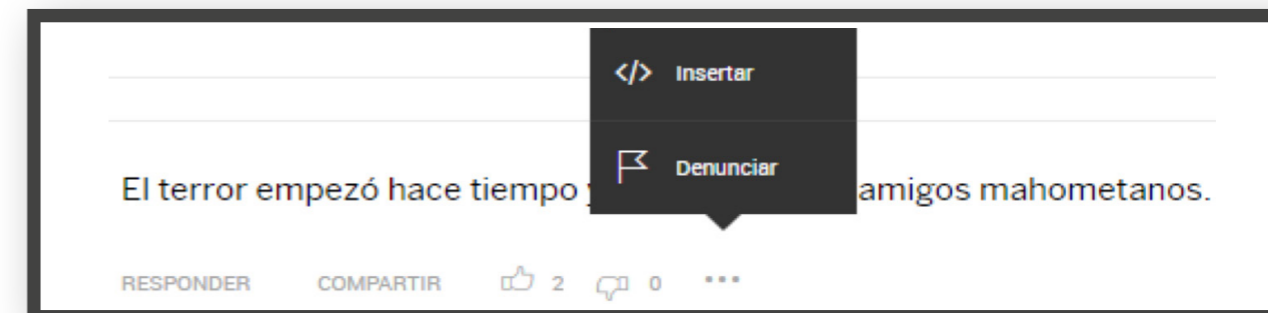 </> Insertar
Denunciar
El terror empezó hace tiempo amigos mahometanos.
RESPONDER COMPARTIR 2 0 •••